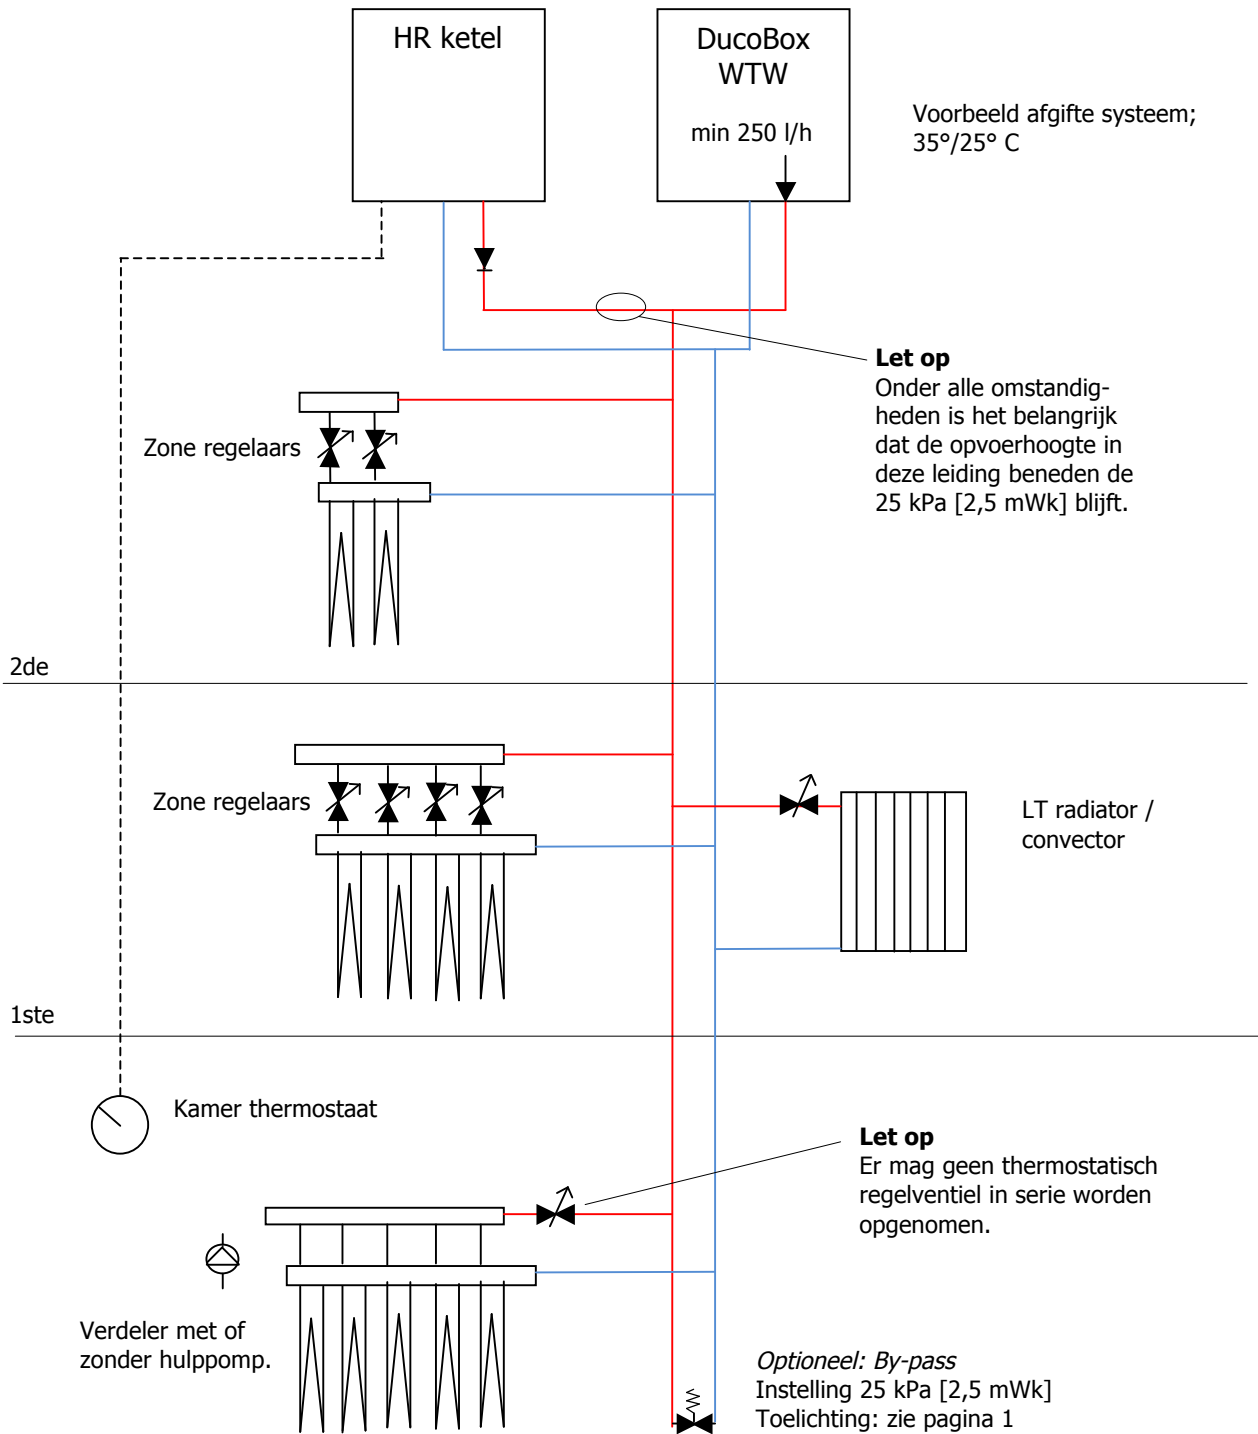 HR ketel
DucoBox
WTW
min 250 l/h
Voorbeeld afgifte systeem;
35°/25° C
Let op
Onder alle omstandig-
heden is het belangrijk
dat de opvoerhoogte in
deze leiding beneden de
25 kPa [2,5 mWk] blijft.
Zone regelaars
2de
Zone regelaars
LT radiator /
convector
1ste
Kamer thermostaat
Let op
Er mag geen thermostatisch
regelventiel in serie worden
opgenomen.
Verdeler met of
zonder hulppomp.
Optioneel: By-pass
Instelling 25 kPa [2,5 mWk]
Toelichting: zie pagina 1